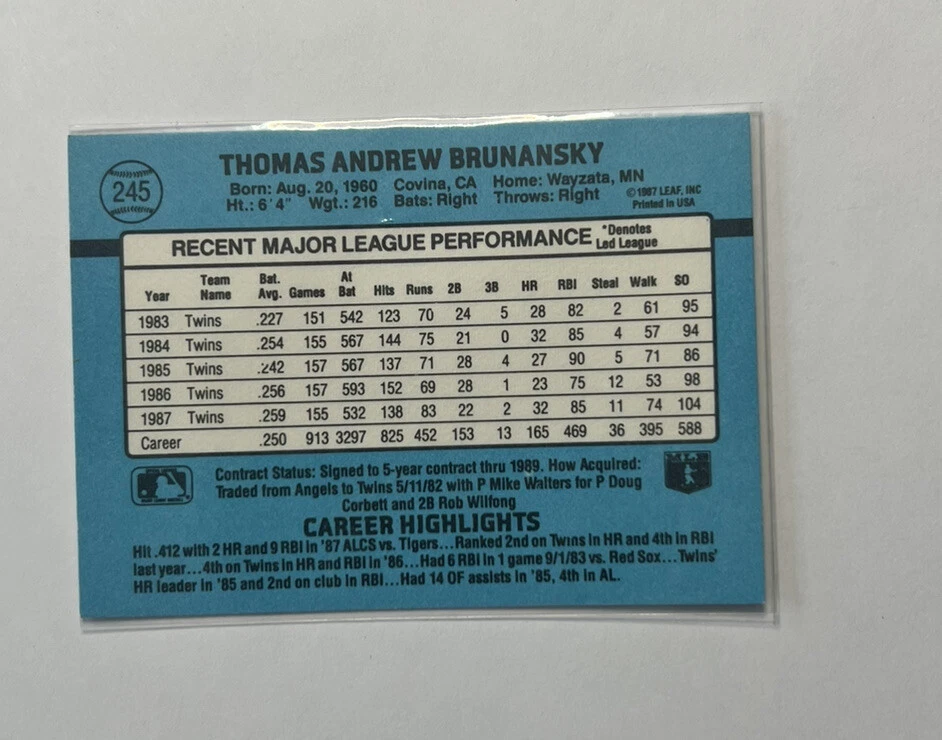 245
THOMAS ANDREW BRUNANSKY
Born: Aug. 20, 1960 Covina, CA Home: Wayzata, MN
Ht.: 6'4" Wgt.: 216 Bats: Right Throws: Right
©1987 LEAF, INC
Printed in USA
RECENT MAJOR LEAGUE PERFORMANCE *Denotes Led League
Year Team Name Bat. Avg. Games At Bat Hits Runs 2B 3B HR RBI Steal Walk SO
1983 Twins .227 151 542 123 70 24 5 28 82 2 61 95
1984 Twins .254 155 567 144 75 21 0 32 85 4 57 94
1985 Twins .242 157 567 137 71 28 4 27 90 5 71 86
1986 Twins .256 157 593 152 69 28 1 23 75 12 53 98
1987 Twins .259 155 532 138 83 22 2 32 85 11 74 104
Career .250 913 3297 825 452 153 13 165 469 36 395 588
Contract Status: Signed to 5-year contract thru 1989. How Acquired:
Traded from Angels to Twins 5/11/82 with P Mike Walters for P Doug
Corbett and 2B Rob Wilfong
CAREER HIGHLIGHTS
Hit .412 with 2 HR and 9 RBI in '87 ALCS vs. Tigers...Ranked 2nd on Twins in HR and 4th in RBI
last year...4th on Twins in HR and RBI in '86...Had 6 RBI in 1 game 9/1/83 vs. Red Sox...Twins'
HR leader in '85 and 2nd on club in RBI...Had 14 OF assists in '85, 4th in AL.